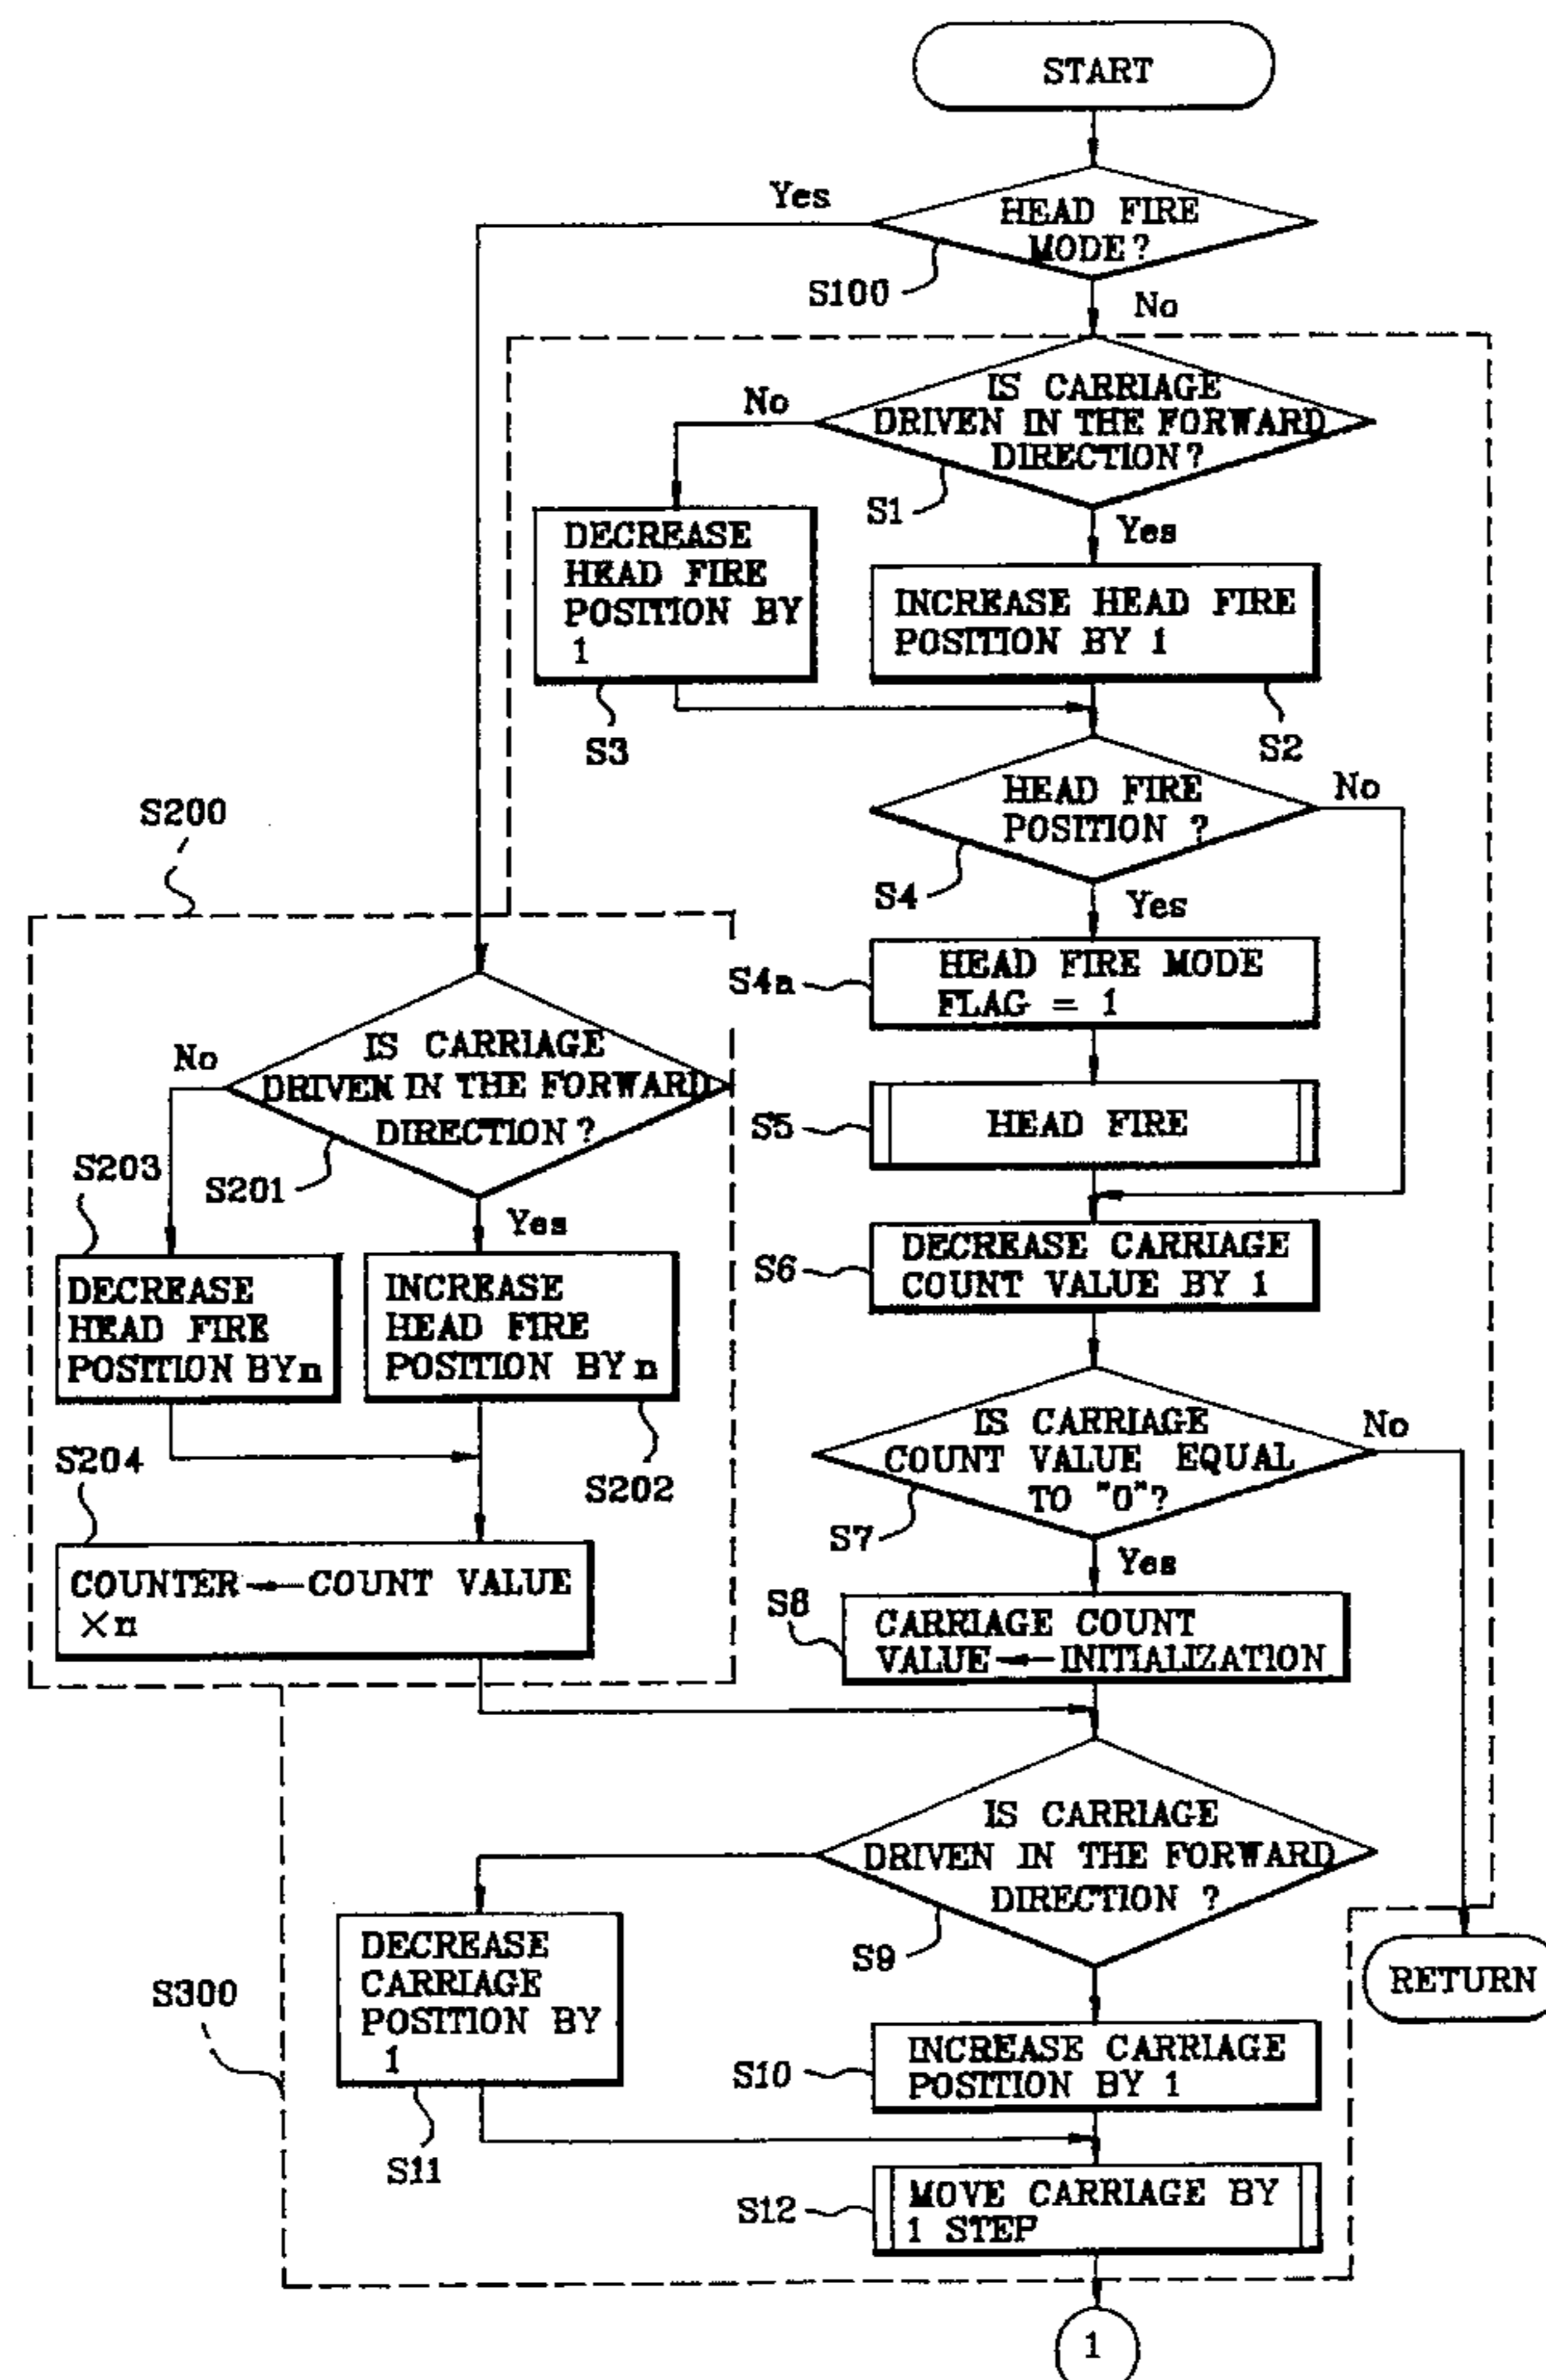 START
Yes
HEAD FIRE
MODE?
S100
No
IS CARRIAGE
DRIVEN IN THE FORWARD
DIRECTION?
No
S1
Yes
DECREASE
HEAD FIRE
POSITION BY
1
INCREASE HEAD FIRE
POSITION BY 1
S3
S2
HEAD FIRE
POSITION ?
No
S200
S4
Yes
S4a
HEAD FIRE MODE
FLAG = 1
IS CARRIAGE
DRIVEN IN THE FORWARD
DIRECTION?
No
S5
HEAD FIRE
S203
S201
Yes
S6
DECREASE CARRIAGE
COUNT VALUE BY 1
DECREASE
HEAD FIRE
POSITION BY n
INCREASE
HEAD FIRE
POSITION BY n
IS CARRIAGE
COUNT VALUE EQUAL
TO "0"?
No
S204
S202
S7
Yes
COUNTER ← COUNT VALUE
× n
S8
CARRIAGE COUNT
VALUE ← INITIALIZATION
IS CARRIAGE
DRIVEN IN THE FORWARD
DIRECTION ?
S9
DECREASE
CARRIAGE
POSITION BY
1
S300
RETURN
S10
INCREASE CARRIAGE
POSITION BY 1
S11
S12
MOVE CARRIAGE BY
1 STEP
1